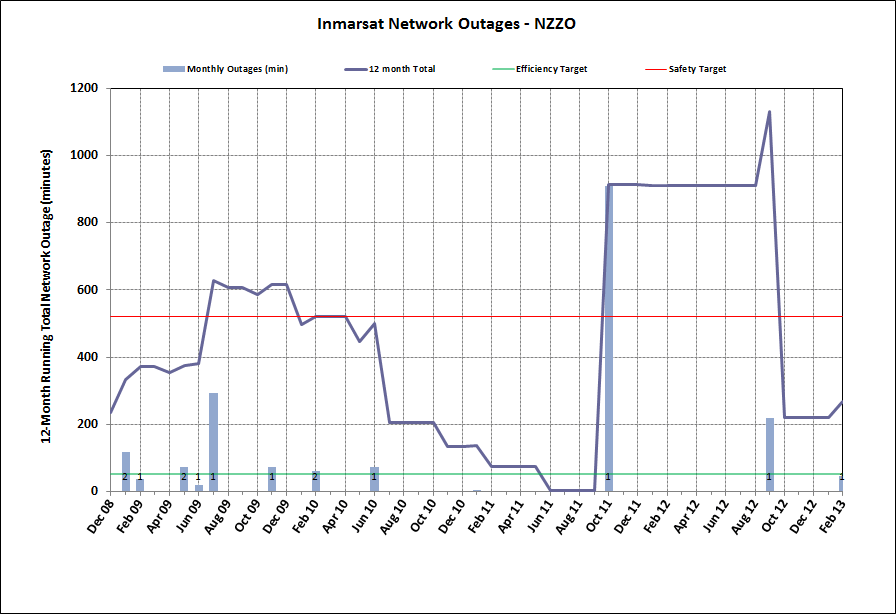 Inmarsat Network Outages - NZZO
Monthly Outages (min) 12 month Total Efficiency Target Safety Target
12-Month Running Total Network Outage (minutes)
1200
1000
800
600
400
200
0
2 1 2 1 1 1 2 1 1 1 1
Dec 08 Feb 09 Apr 09 Jun 09 Aug 09 Oct 09 Dec 09 Feb 10 Apr 10 Jun 10 Aug 10 Oct 10 Dec 10 Feb 11 Apr 11 Jun 11 Aug 11 Oct 11 Dec 11 Feb 12 Apr 12 Jun 12 Aug 12 Oct 12 Dec 12 Feb 13